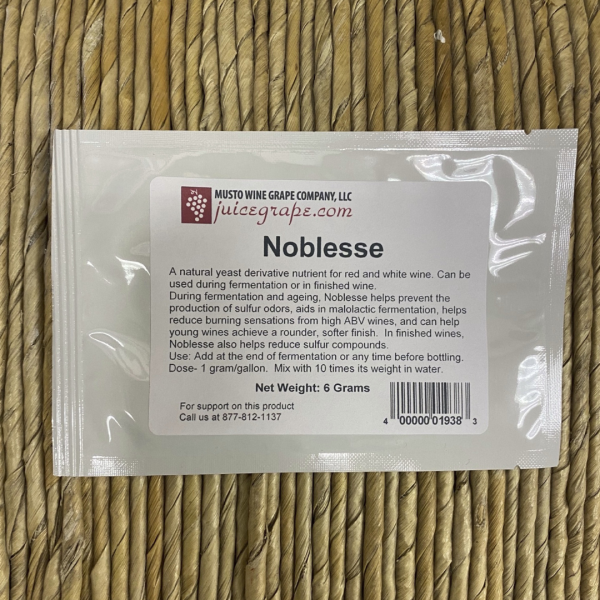 MUSTO WINE GRAPE COMPANY, LLC
juicegrape.com
Noblesse
A natural yeast derivative nutrient for red and white wine. Can be
used during fermentation or in finished wine.
During fermentation and ageing, Noblesse helps prevent the
production of sulfur odors, aids in malolactic fermentation, helps
reduce burning sensations from high ABV wines, and can help
young wines achieve a rounder, softer finish. In finished wines,
Noblesse also helps reduce sulfur compounds.
Use: Add at the end of fermentation or any time before bottling.
Dose- 1 gram/gallon. Mix with 10 times its weight in water.
Net Weight: 6 Grams
For support on this product
Call us at 877-812-1137
4 00000 01938 3